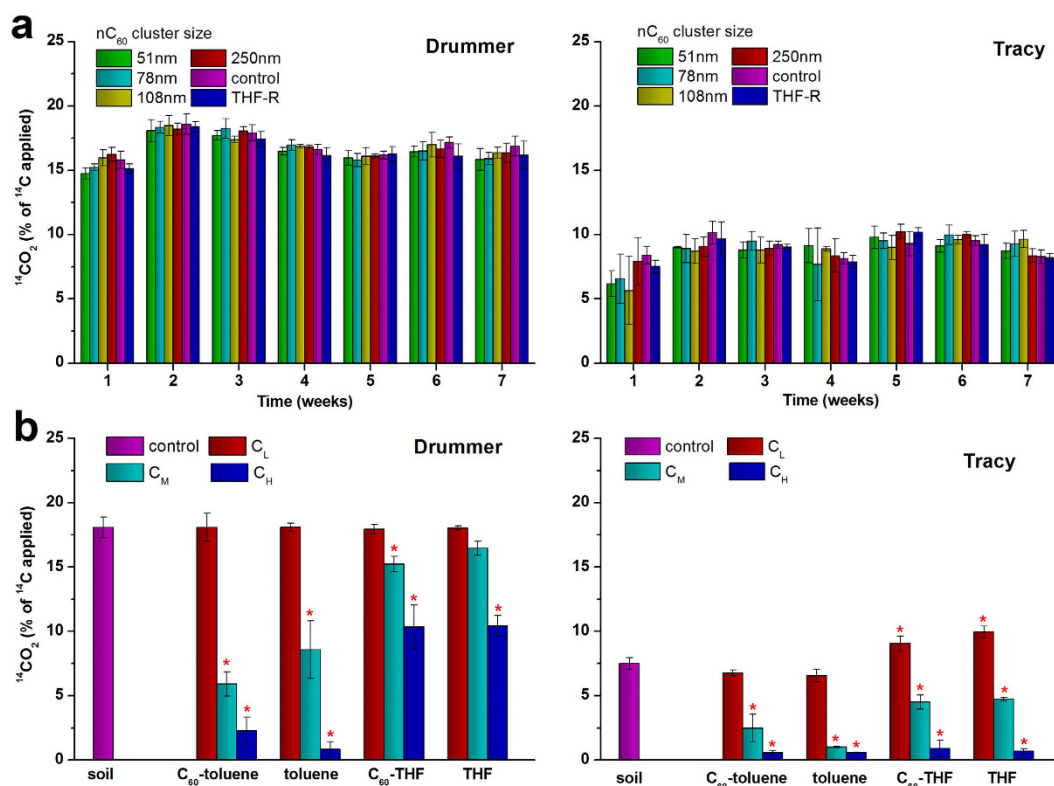 a
nC60 cluster size
51nm
250nm
78nm
control
108nm
THF-R
Drummer
25
20
15
10
5
0
14CO2 (% of 14C applied)
1 2 3 4 5 6 7
Time (weeks)
nC60 cluster size
51nm
250nm
78nm
control
108nm
THF-R
Tracy
25
20
15
10
5
0
1 2 3 4 5 6 7
Time (weeks)
b
control
CL
CM
CH
Drummer
25
20
15
10
5
0
14CO2 (% of 14C applied)
* * * * * * *
soil C60-toluene toluene C60-THF THF
control
CL
CM
CH
Tracy
25
20
15
10
5
0
* * * * * * * * * *
soil C60-toluene toluene C60-THF THF